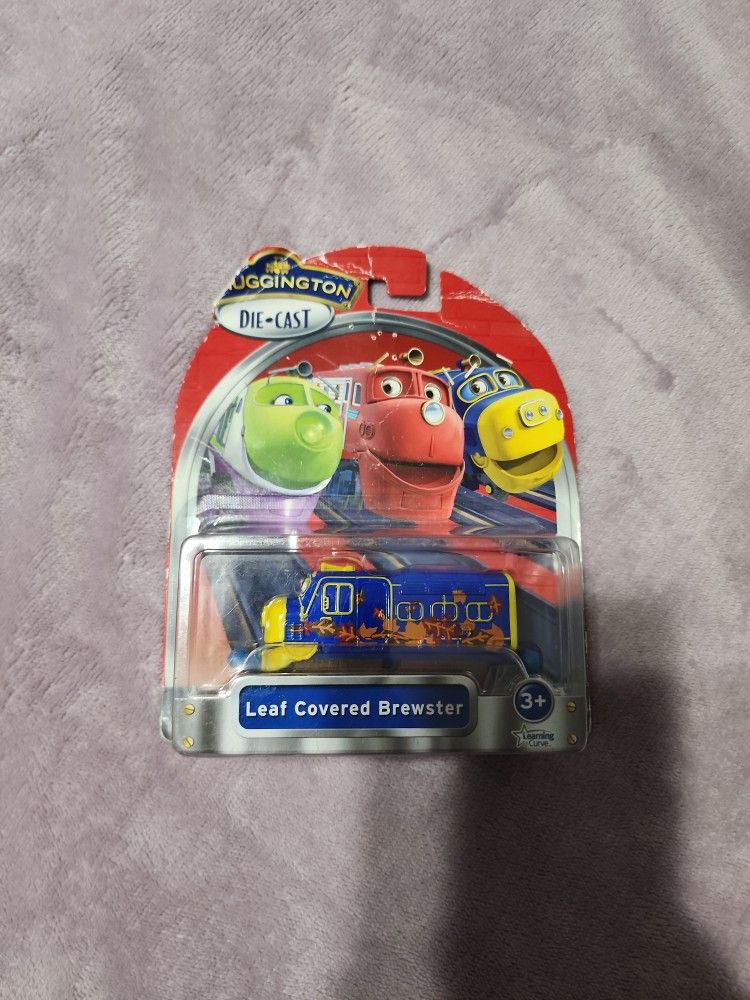 UGGINGTON
DIE-CAST
Leaf Covered Brewster
3+
Learning
Curve